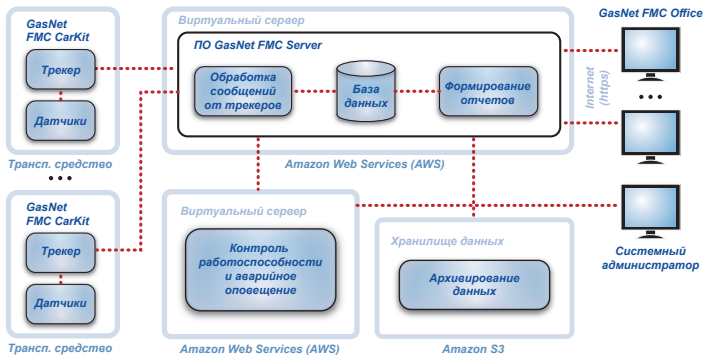 GasNet
FMC CarKit
Трекер
Датчики
Трансп. средство
• • •
GasNet
FMC CarKit
Трекер
Датчики
Трансп. средство
Виртуальный сервер
ПО GasNet FMC Server
Обработка
сообщений
от трекеров
База
данных
Формирование
отчетов
Amazon Web Services (AWS)
Internet
(https)
GasNet FMC Office
• • •
Системный
администратор
Виртуальный сервер
Контроль
работоспособности
и аварийное
оповещение
Amazon Web Services (AWS)
Хранилище данных
Архивирование
данных
Amazon S3